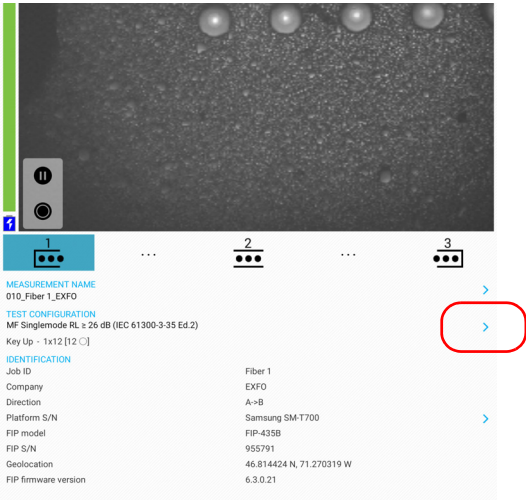 1
...
2
...
3
MEASUREMENT NAME
010_Fiber 1_EXFO
TEST CONFIGURATION
MF Singlemode RL ≥ 26 dB (IEC 61300-3-35 Ed.2)
Key Up - 1x12 [12 ○]
IDENTIFICATION
Job ID Fiber 1
Company EXFO
Direction A->B
Platform S/N Samsung SM-T700
FIP model FIP-435B
FIP S/N 955791
Geolocation 46.814424 N, 71.270319 W
FIP firmware version 6.3.0.21